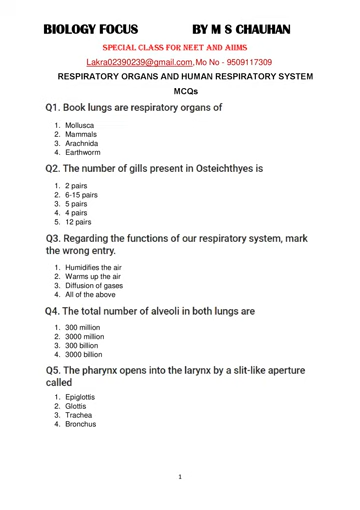 BIOLOGY FOCUS BY M S CHAUHAN
SPECIAL CLASS FOR NEET AND AIIMS
Lakra02390239@gmail.com,Mo No - 9509117309
RESPIRATORY ORGANS AND HUMAN RESPIRATORY SYSTEM
MCQs
Q1. Book lungs are respiratory organs of
1. Mollusca
2. Mammals
3. Arachnida
4. Earthworm
Q2. The number of gills present in Osteichthyes is
1. 2 pairs
2. 6-15 pairs
3. 5 pairs
4. 4 pairs
5. 12 pairs
Q3. Regarding the functions of our respiratory system, mark
the wrong entry.
1. Humidifies the air
2. Warms up the air
3. Diffusion of gases
4. All of the above
Q4. The total number of alveoli in both lungs are
1. 300 million
2. 3000 million
3. 300 billion
4. 3000 billion
Q5. The pharynx opens into the larynx by a slit-like aperture
called
1. Epiglottis
2. Glottis
3. Trachea
4. Bronchus
1